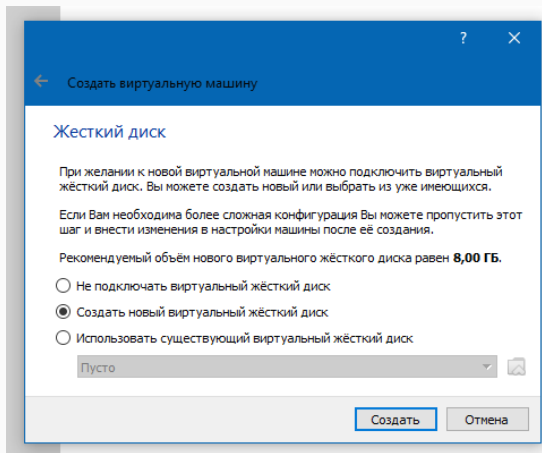 ?
Создать виртуальную машину
Жесткий диск
При желании к новой виртуальной машине можно подключить виртуальный
жёсткий диск. Вы можете создать новый или выбрать из уже имеющихся.
Если Вам необходима более сложная конфигурация Вы можете пропустить этот
шаг и внести изменения в настройки машины после её создания.
Рекомендуемый объём нового виртуального жёсткого диска равен 8,00 ГБ.
Не подключать виртуальный жёсткий диск
Создать новый виртуальный жёсткий диск
Использовать существующий виртуальный жёсткий диск
Пусто
Создать
Отмена